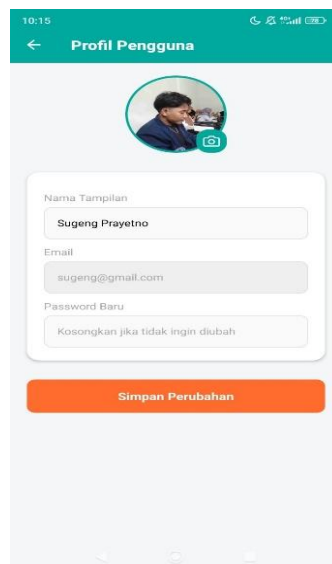 10:15
Profil Pengguna
Nama Tampilan
Sugeng Prayetno
Email
sugeng@gmail.com
Password Baru
Kosongkan jika tidak ingin diubah
Simpan Perubahan